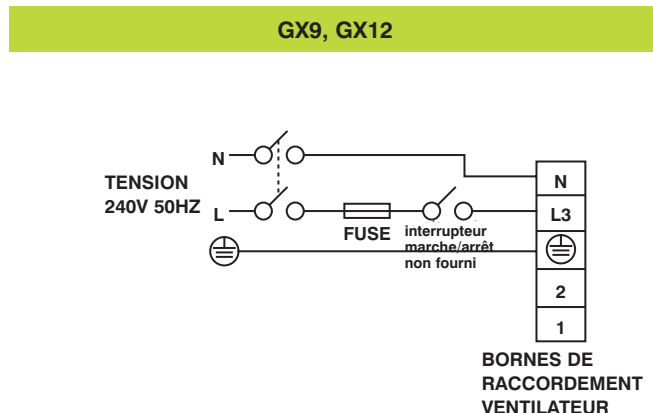 GX9, GX12
N
TENSION
240V 50HZ
L
FUSE
interrupteur
marche/arrêt
non fourni
N
L3
2
1
BORNES DE
RACCORDEMENT
VENTILATEUR